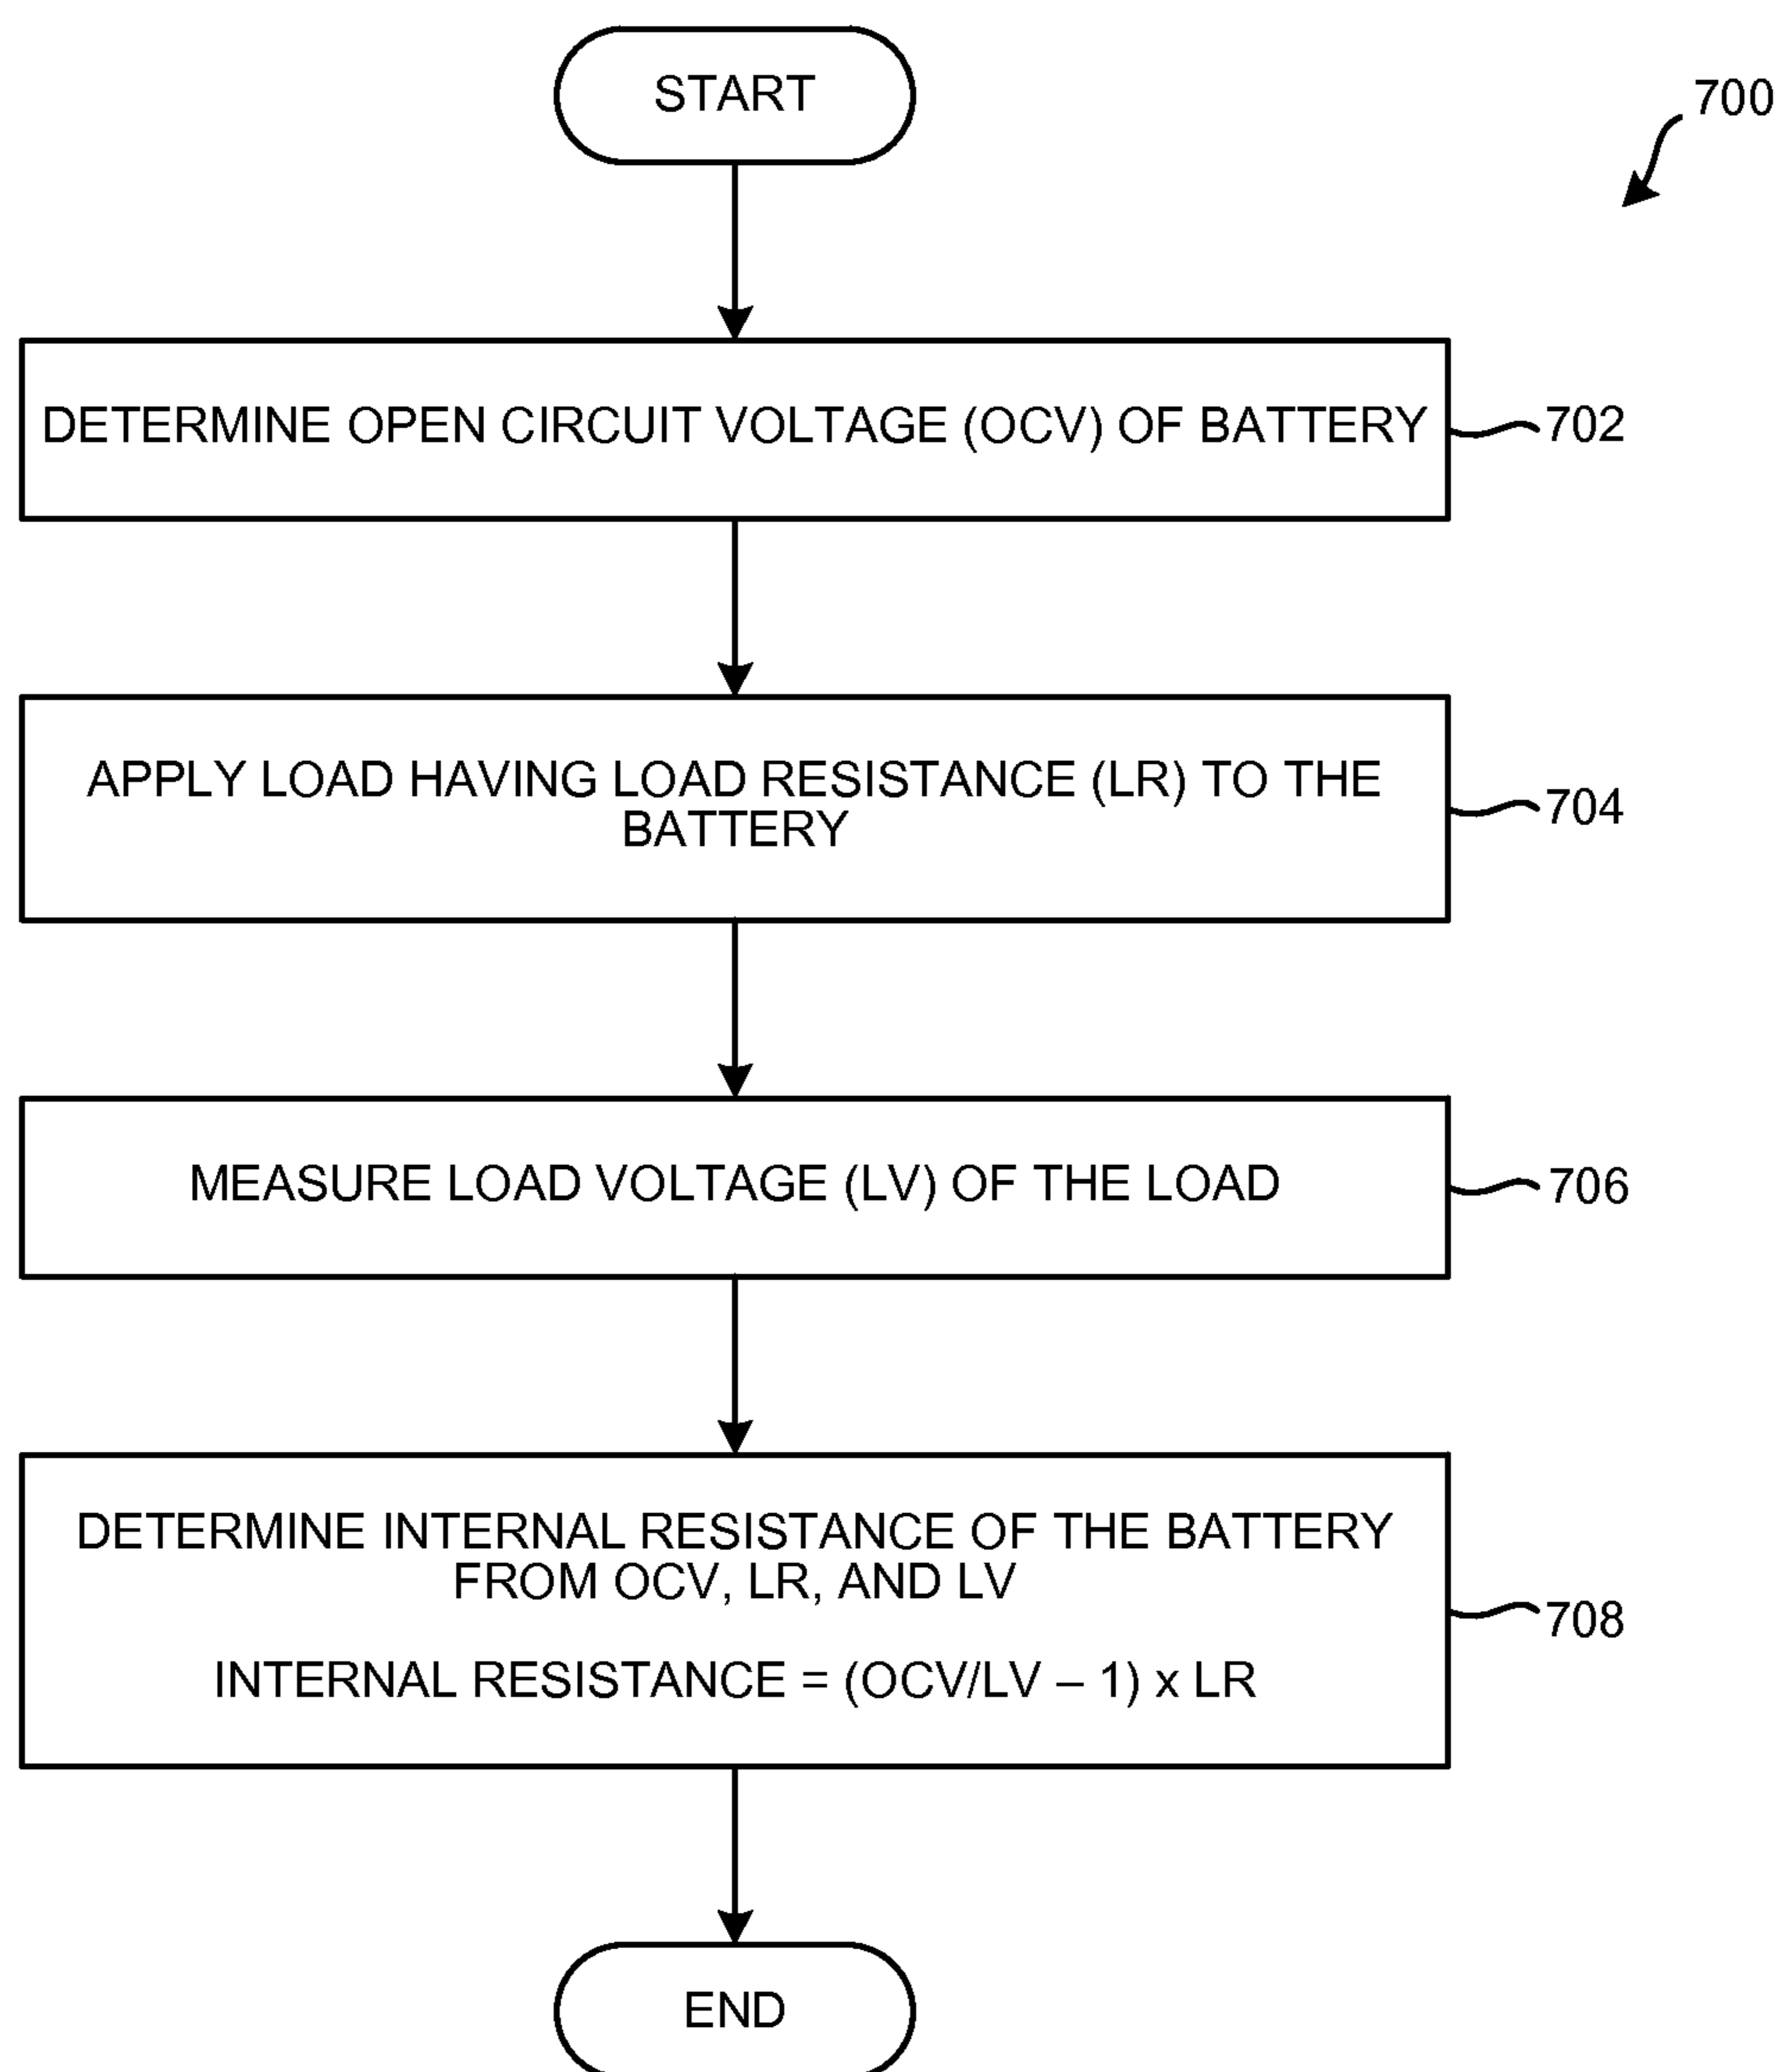 START
700
DETERMINE OPEN CIRCUIT VOLTAGE (OCV) OF BATTERY
702
APPLY LOAD HAVING LOAD RESISTANCE (LR) TO THE
BATTERY
704
MEASURE LOAD VOLTAGE (LV) OF THE LOAD
706
DETERMINE INTERNAL RESISTANCE OF THE BATTERY
FROM OCV, LR, AND LV
INTERNAL RESISTANCE = (OCV/LV – 1) x LR
708
END